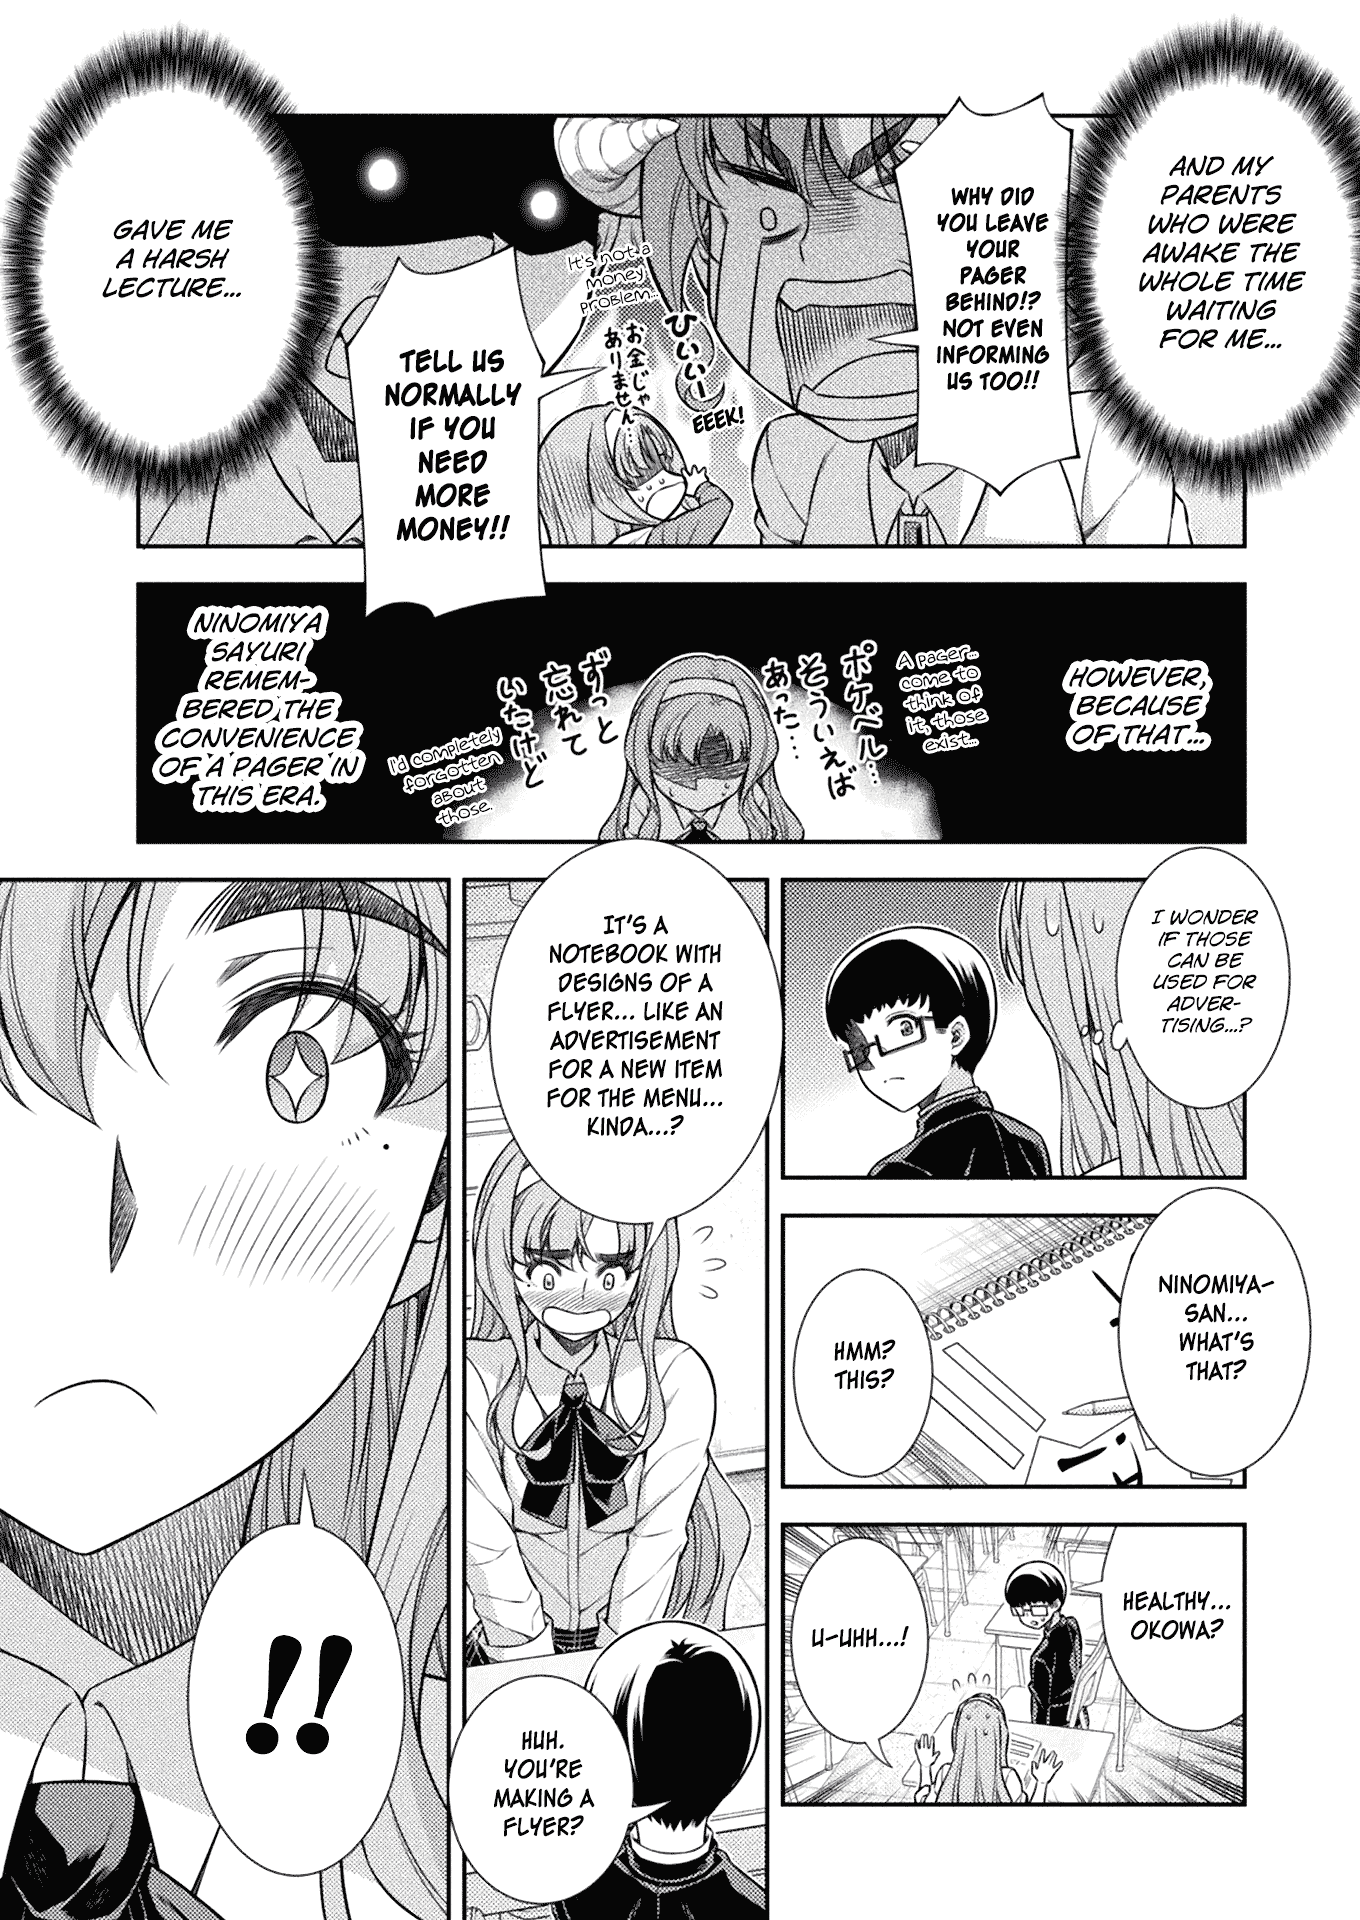 AND MY
PARENTS
WHO WERE
AWAKE THE
WHOLE TIME
WAITING
FOR ME...
WHY DID
YOU LEAVE
YOUR
PAGER
BEHIND!?
NOT EVEN
INFORMING
US TOO!!
ひぃぃー
EEEK!
It's not a
money
problem...
お金じゃ
ありません…
TELL US
NORMALLY
IF YOU
NEED
MORE
MONEY!!
GAVE ME
A HARSH
LECTURE...
HOWEVER,
BECAUSE
OF THAT...
A pager...
come to
think of
it, those
exist...
ポケベル…
そういえば
あった…
ずっと
忘れて
いたけど
I'd completely
forgotten
about
those.
NINOMIYA
SAYURI
REMEM-
BERED THE
CONVENIENCE
OF A PAGER IN
THIS ERA.
I WONDER
IF THOSE
CAN BE
USED FOR
ADVER-
TISING...?
NINOMIYA-
SAN...
WHAT'S
THAT?
HMM?
THIS?
HEALTHY...
OKOWA?
U-UHH...!
IT'S A
NOTEBOOK WITH
DESIGNS OF A
FLYER... LIKE AN
ADVERTISEMENT
FOR A NEW ITEM
FOR THE MENU...
KINDA...?
HUH.
YOU'RE
MAKING A
FLYER?
!!